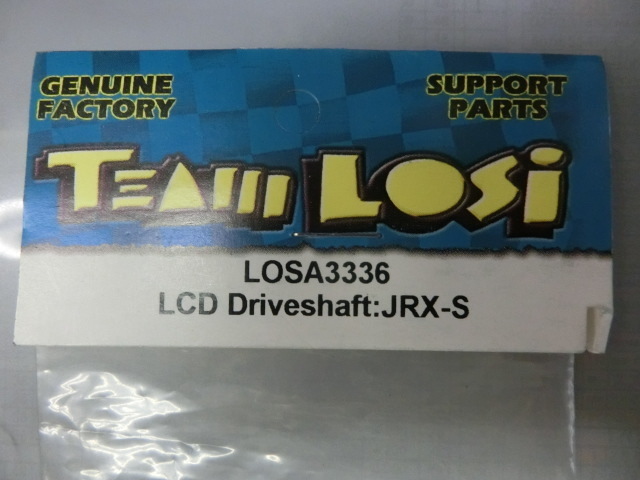 GENUINE FACTORY
SUPPORT PARTS
TEAM LOSI
LOSA3336
LCD Driveshaft:JRX-S